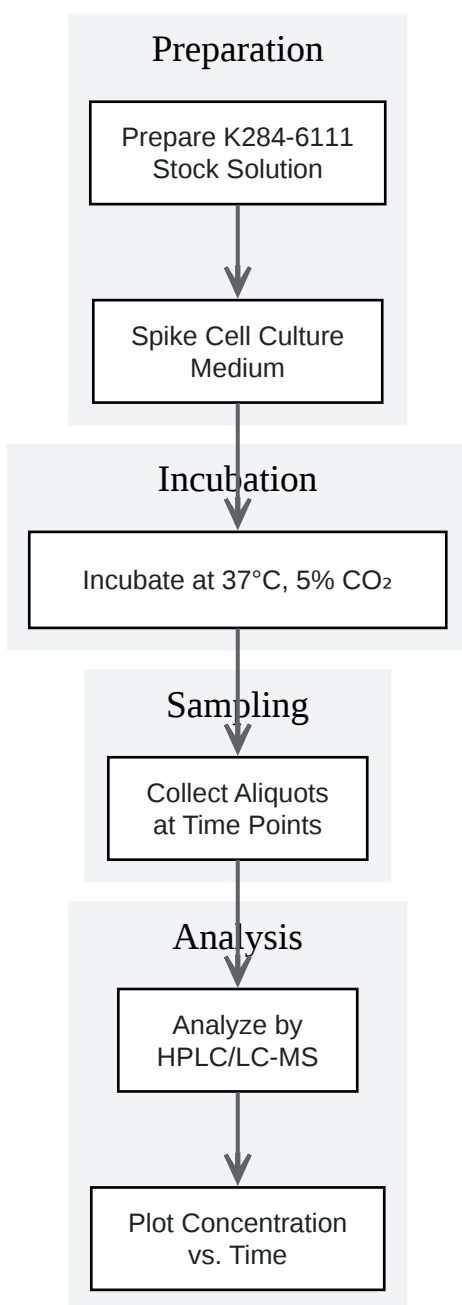 Preparation
Prepare K284-6111
Stock Solution
Spike Cell Culture
Medium
Incubation
Incubate at 37°C, 5% CO₂
Sampling
Collect Aliquots
at Time Points
Analysis
Analyze by
HPLC/LC-MS
Plot Concentration
vs. Time